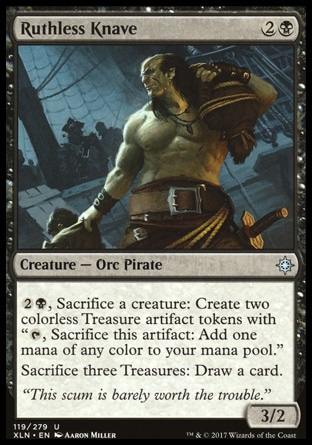 Ruthless Knave 2
Creature — Orc Pirate
2, Sacrifice a creature: Create two
colorless Treasure artifact tokens with
“, Sacrifice this artifact: Add one
mana of any color to your mana pool.”
Sacrifice three Treasures: Draw a card.
“This scum is barely worth the trouble.”
3/2
119/279 U
XLN • EN Aaron Miller
™ & © 2017 Wizards of the Coast